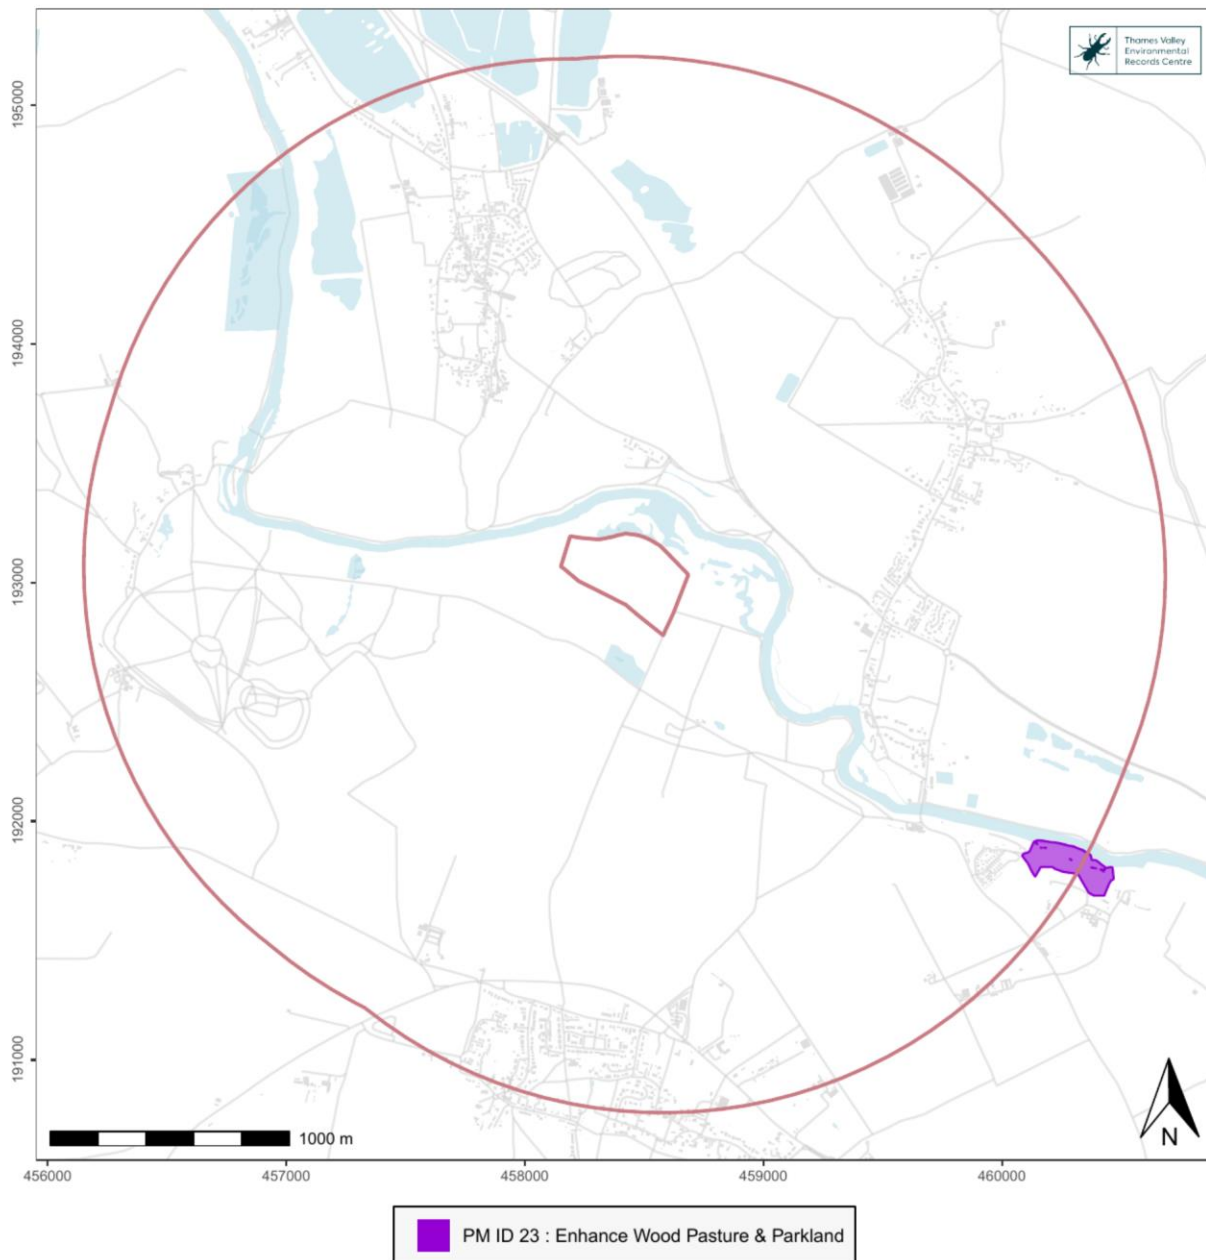 Thames Valley
Environmental
Records Centre
195000
194000
193000
192000
191000
1000 m
N
456000 457000 458000 459000 460000
PM ID 23 : Enhance Wood Pasture & Parkland